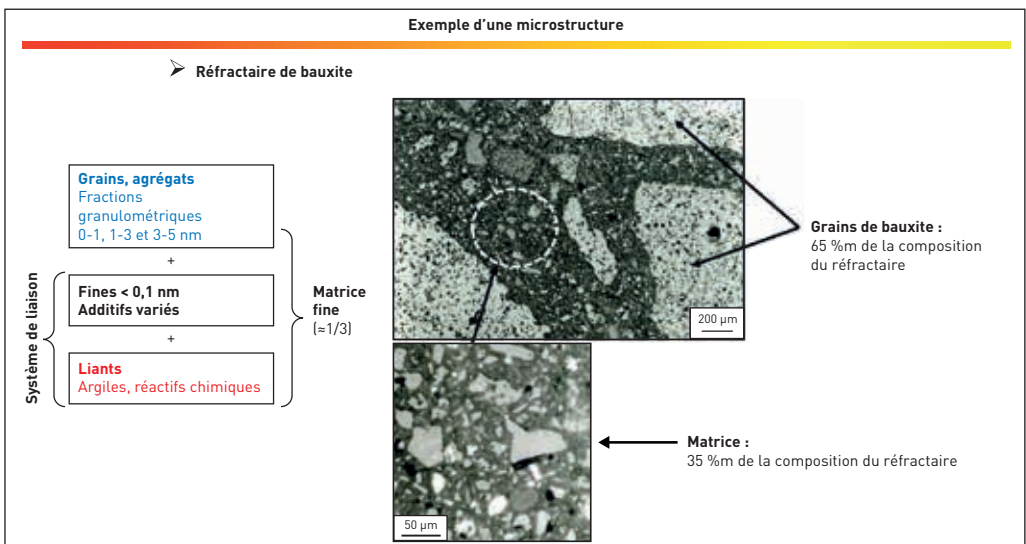 Exemple d'une microstructure
➢ Réfractaire de bauxite
Grains, agrégats
Fractions
granulométriques
0-1, 1-3 et 3-5 nm
+
Fines < 0,1 nm
Additifs variés
+
Liants
Argiles, réactifs chimiques
Système de liaison
Matrice
fine
(≈1/3)
200 µm
Grains de bauxite :
65 %m de la composition
du réfractaire
50 µm
Matrice :
35 %m de la composition du réfractaire